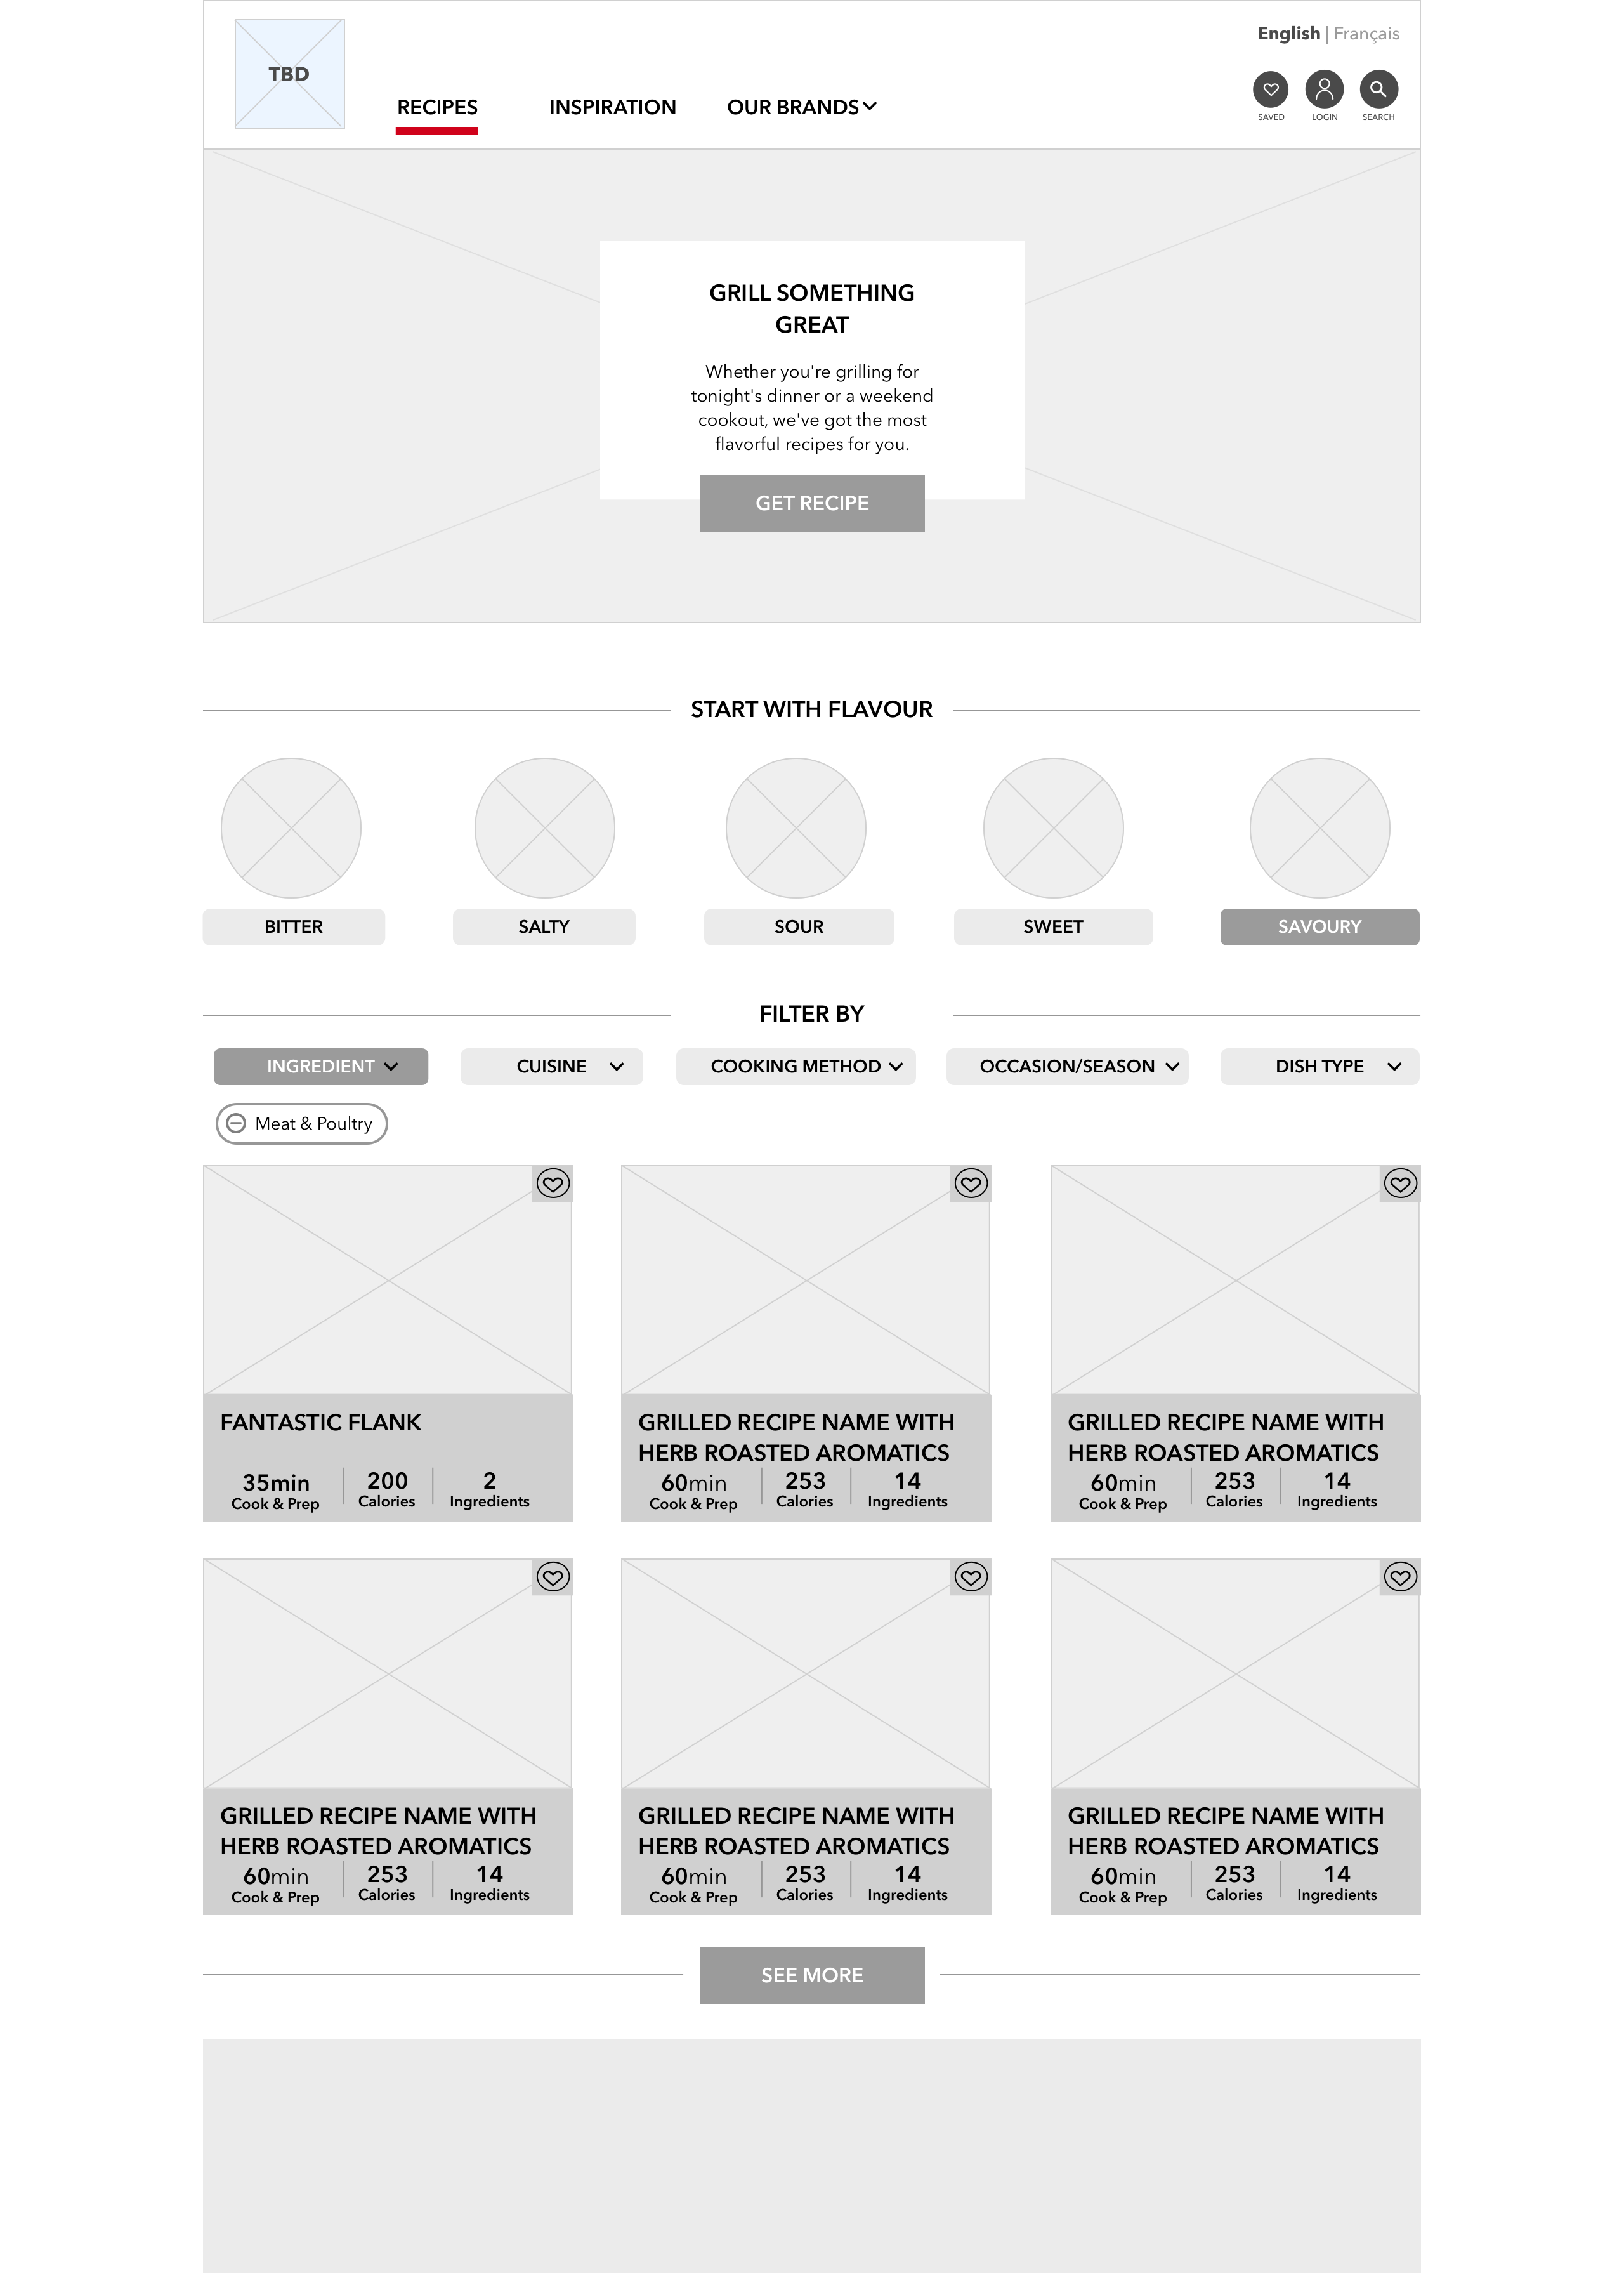 English | Français
TBD
RECIPES
INSPIRATION
OUR BRANDS
SAVED
LOGIN
SEARCH
GRILL SOMETHING
GREAT
Whether you're grilling for
tonight's dinner or a weekend
cookout, we've got the most
flavorful recipes for you.
GET RECIPE
START WITH FLAVOUR
BITTER
SALTY
SOUR
SWEET
SAVOURY
FILTER BY
INGREDIENT
CUISINE
COOKING METHOD
OCCASION/SEASON
DISH TYPE
Meat & Poultry
FANTASTIC FLANK
35min
Cook & Prep
200
Calories
2
Ingredients
GRILLED RECIPE NAME WITH
HERB ROASTED AROMATICS
60min
Cook & Prep
253
Calories
14
Ingredients
GRILLED RECIPE NAME WITH
HERB ROASTED AROMATICS
60min
Cook & Prep
253
Calories
14
Ingredients
GRILLED RECIPE NAME WITH
HERB ROASTED AROMATICS
60min
Cook & Prep
253
Calories
14
Ingredients
GRILLED RECIPE NAME WITH
HERB ROASTED AROMATICS
60min
Cook & Prep
253
Calories
14
Ingredients
GRILLED RECIPE NAME WITH
HERB ROASTED AROMATICS
60min
Cook & Prep
253
Calories
14
Ingredients
SEE MORE